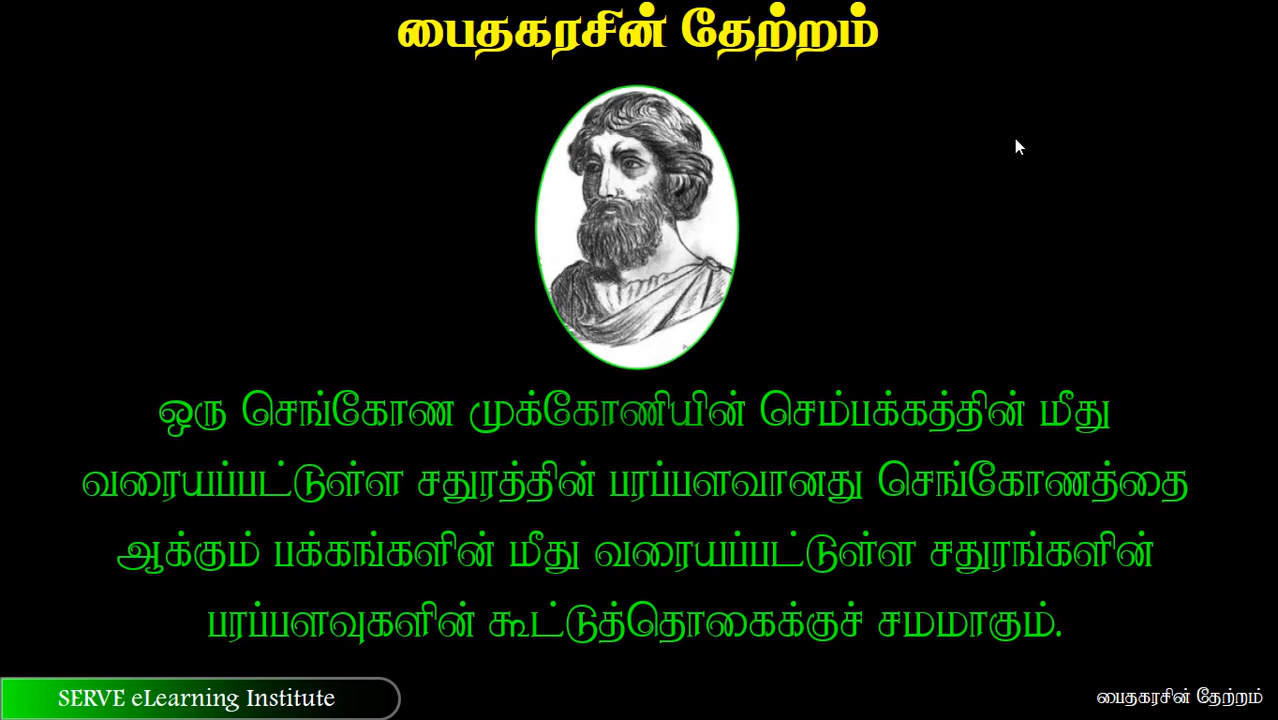 பைதகரசின் தேற்றம்
ஒரு செங்கோண முக்கோணியின் செம்பக்கத்தின் மீது
வரையப்பட்டுள்ள சதுரத்தின் பரப்பளவானது செங்கோணத்தை
ஆக்கும் பக்கங்களின் மீது வரையப்பட்டுள்ள சதுரங்களின்
பரப்பளவுகளின் கூட்டுத்தொகைக்குச் சமமாகும்.
SERVE eLearning Institute
பைதகரசின் தேற்றம்